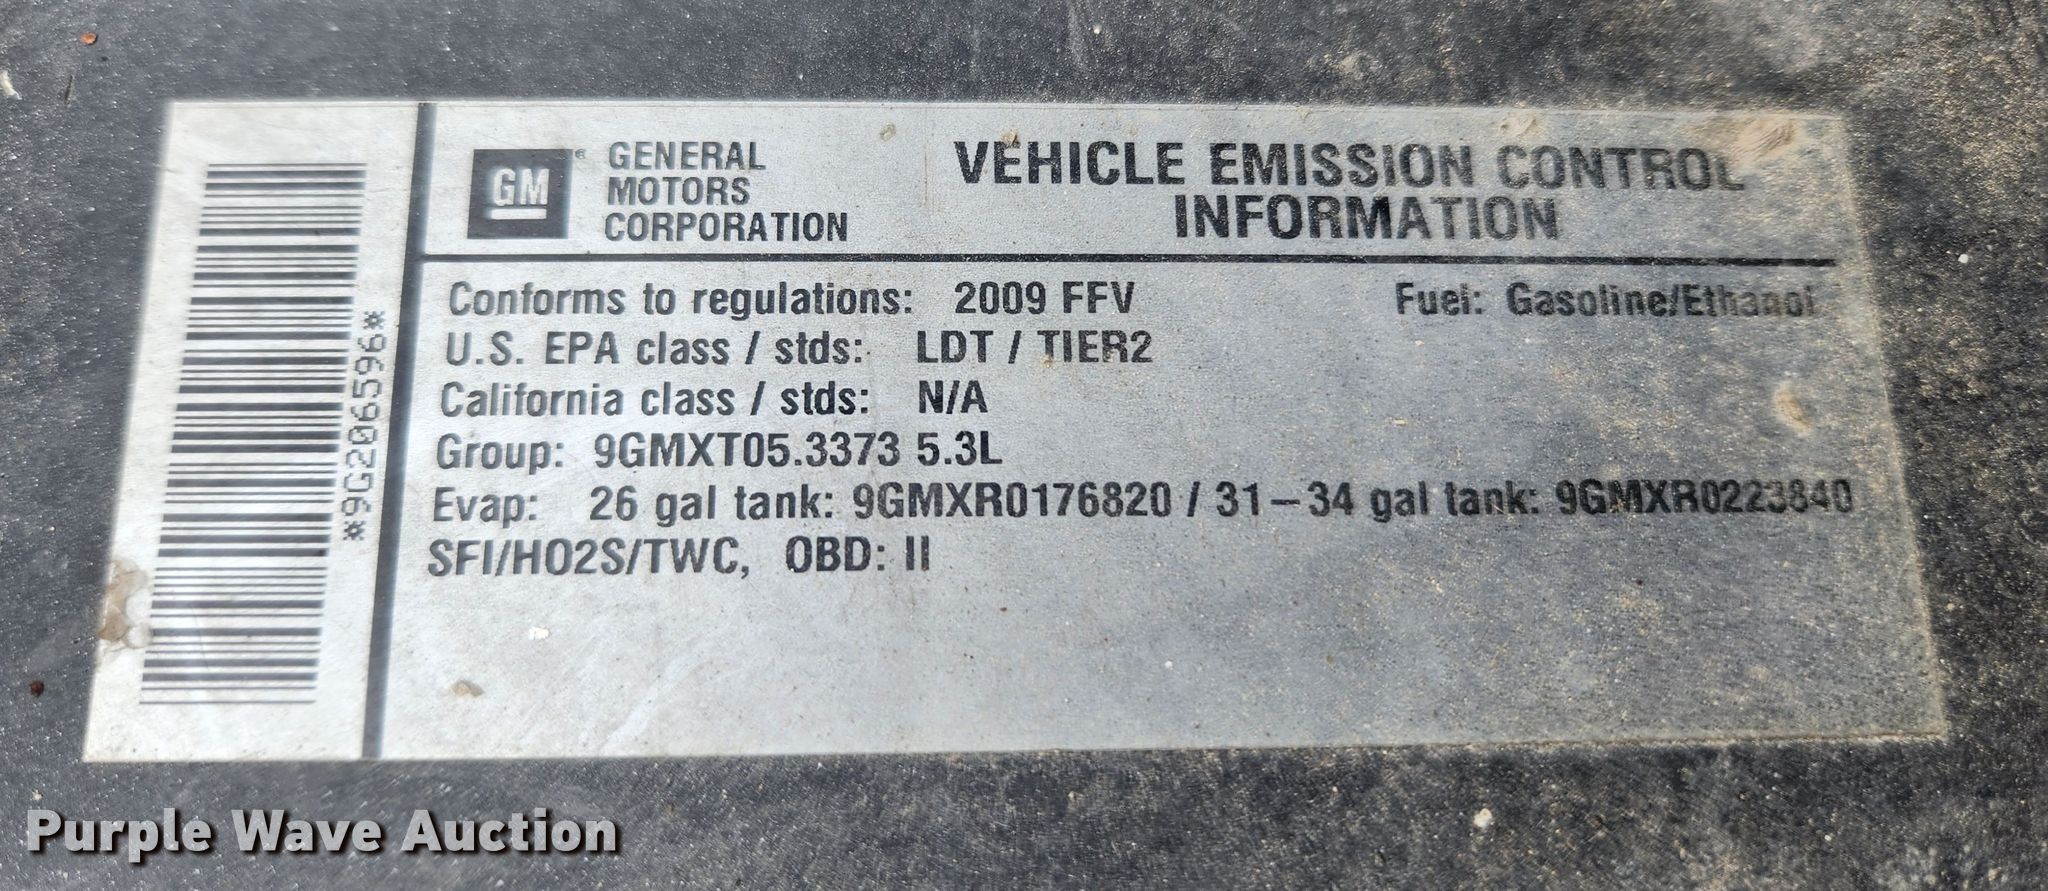 *9G206596*
GM
GENERAL
MOTORS
CORPORATION
VEHICLE EMISSION CONTROL
INFORMATION
Conforms to regulations: 2009 FFV Fuel: Gasoline/Ethanol
U.S. EPA class / stds: LDT / TIER2
California class / stds: N/A
Group: 9GMXT05.3373 5.3L
Evap: 26 gal tank: 9GMXR0176820 / 31-34 gal tank: 9GMXR0223840
SFI/HO2S/TWC, OBD: II
Purple Wave Auction